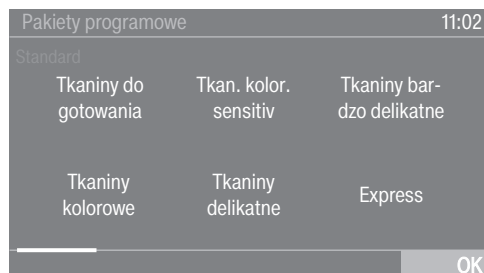 Pakiety programowe 11:02
Standard
Tkaniny do gotowania
Tkan. kolor. sensitiv
Tkaniny bar-
dzo delikatne
Tkaniny kolorowe
Tkaniny delikatne
Express
OK